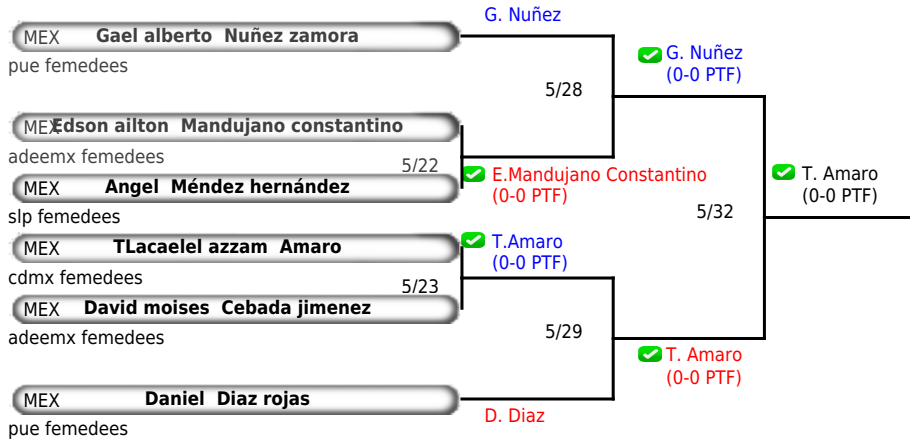 G. Nuñez
MEX Gael alberto Nuñez zamora
pue femedees
G. Nuñez
(0-0 PTF)
5/28
MEX Edson ailton Mandujano constantino
adeemx femedees
5/22
E.Mandujano Constantino
(0-0 PTF)
MEX Angel Méndez hernández
slp femedees
T. Amaro
(0-0 PTF)
5/32
MEX TLacaelel azzam Amaro
cdmx femedees
T.Amaro
(0-0 PTF)
5/23
MEX David moises Cebada jimenez
adeemx femedees
5/29
T. Amaro
(0-0 PTF)
MEX Daniel Diaz rojas
pue femedees
D. Diaz